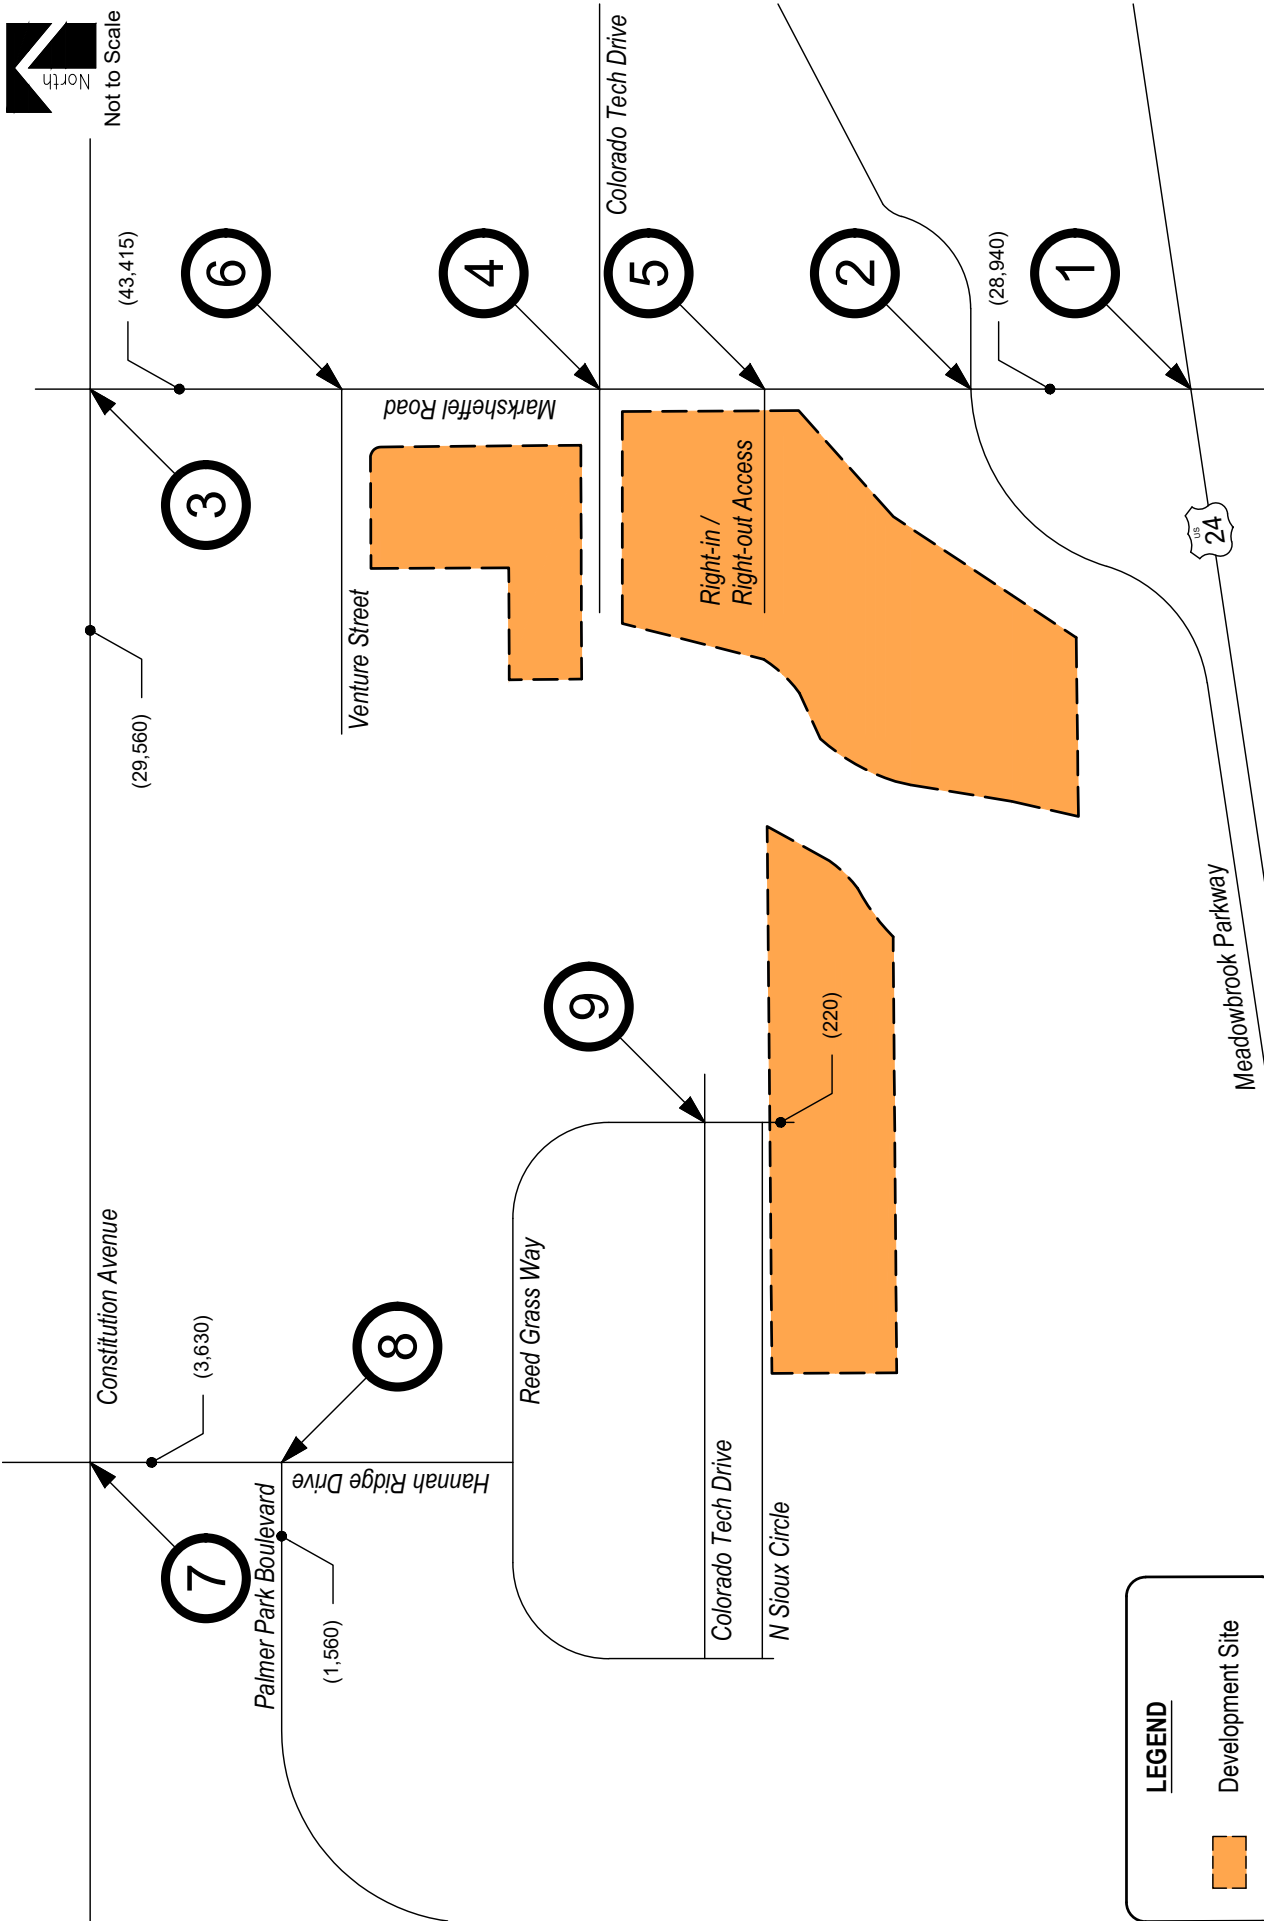 North
Not to Scale
Constitution Avenue
(3,630)
(29,560)
(43,415)
7
3
6
8
4
5
2
1
9
Palmer Park Boulevard
(1,560)
Hannah Ridge Drive
Venture Street
Marksheffel Road
Reed Grass Way
Colorado Tech Drive
Colorado Tech Drive
N Sioux Circle
Right-in /
Right-out Access
(220)
(28,940)
US
24
Meadowbrook Parkway
LEGEND
Development Site